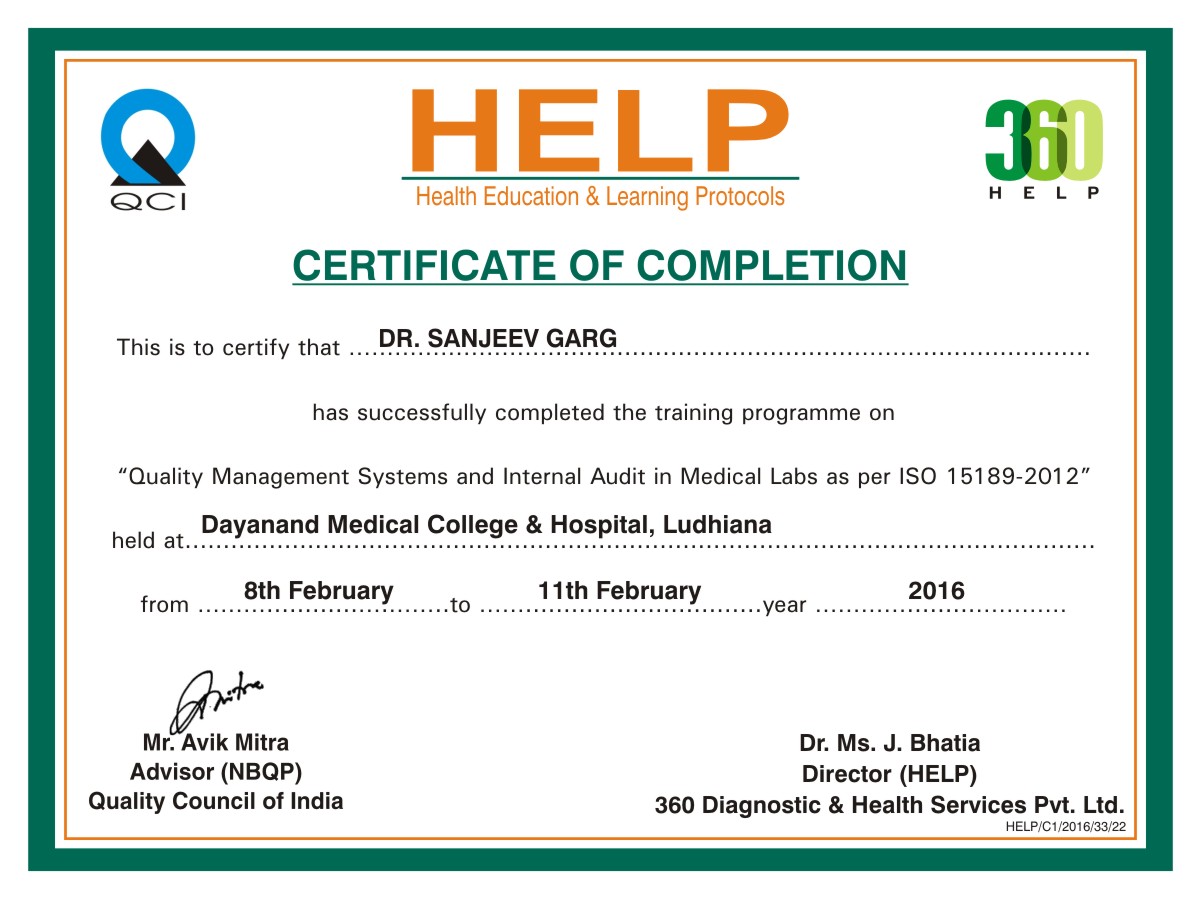 QCI
HELP
Health Education & Learning Protocols
360
HELP
CERTIFICATE OF COMPLETION
This is to certify that ... DR. SANJEEV GARG ...
has successfully completed the training programme on
“Quality Management Systems and Internal Audit in Medical Labs as per ISO 15189-2012”
held at... Dayanand Medical College & Hospital, Ludhiana ...
from ... 8th February ...to ... 11th February ...year ... 2016 ...
Mr. Avik Mitra
Advisor (NBQP)
Quality Council of India
Dr. Ms. J. Bhatia
Director (HELP)
360 Diagnostic & Health Services Pvt. Ltd.
HELP/C1/2016/33/22